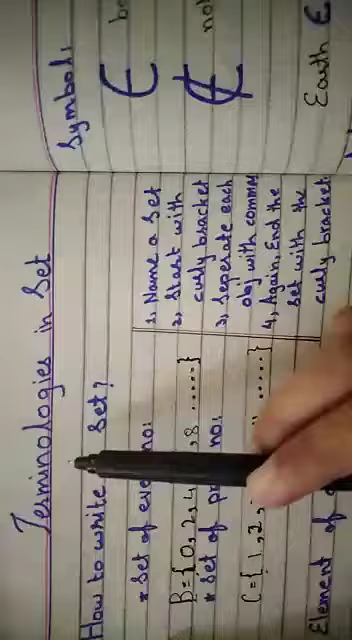 Terminologies in Set
How to write Set?
* Set of even no:
B = {0, 2, 4, 8 .....}
* Set of no:
C = {1, 2, .....}
Element of
1, Name a Set
2, Start with
curly bracket
3, Seperate each
obj with comm
4, Again, End the
set with the
curly bracket.
Symbol:
∈
∉
Earth ∈